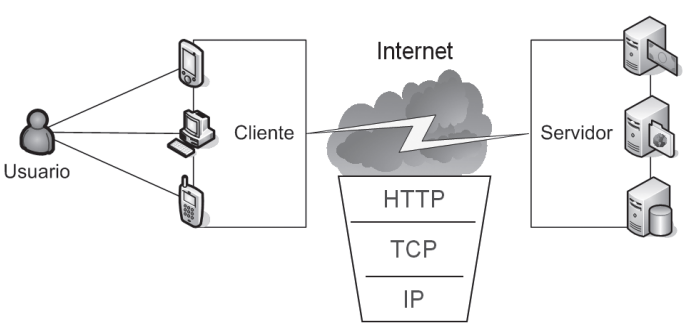 Internet
Cliente
Servidor
Usuario
HTTP
TCP
IP